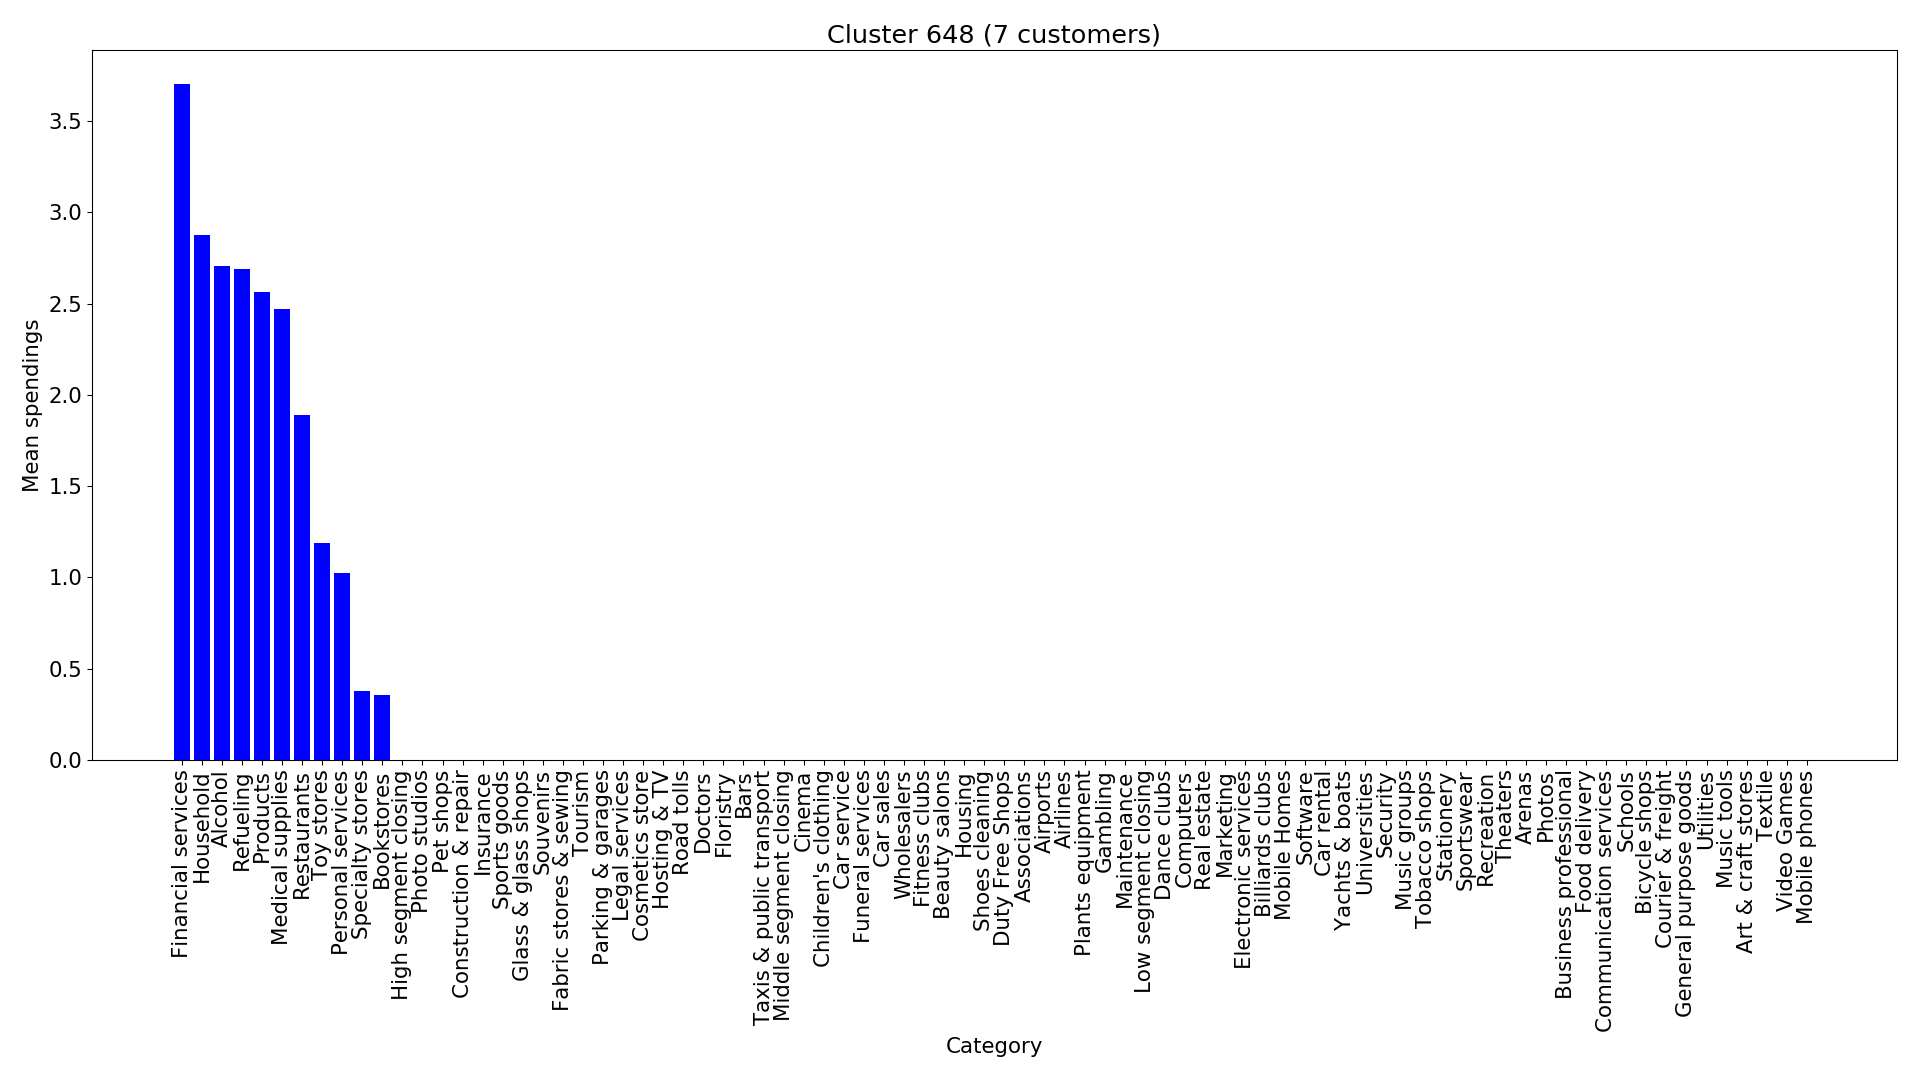 Cluster 648 (7 customers)
Mean spendings
3.5
3.0
2.5
2.0
1.5
1.0
0.5
0.0
Financial services
Household
Alcohol
Refueling
Products
Medical supplies
Restaurants
Toy stores
Personal services
Specialty stores
Bookstores
High segment closing
Photo studios
Pet shops
Construction & repair
Insurance
Sports goods
Glass & glass shops
Souvenirs
Fabric stores & sewing
Tourism
Parking & garages
Legal services
Cosmetics store
Hosting & TV
Road tolls
Doctors
Floristry
Bars
Taxis & public transport
Middle segment closing
Cinema
Children's clothing
Car service
Funeral services
Car sales
Wholesalers
Fitness clubs
Beauty salons
Housing
Shoes cleaning
Duty Free Shops
Associations
Airports
Airlines
Plants equipment
Gambling
Maintenance
Low segment closing
Dance clubs
Computers
Real estate
Marketing
Electronic services
Billiards clubs
Mobile Homes
Software
Car rental
Yachts & boats
Universities
Security
Music groups
Tobacco shops
Stationery
Sportswear
Recreation
Theaters
Arenas
Photos
Business professional
Food delivery
Communication services
Schools
Bicycle shops
Courier & freight
General purpose goods
Utilities
Music tools
Art & craft stores
Textile
Video Games
Mobile phones
Category